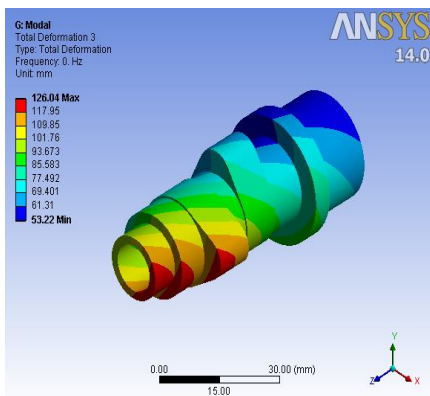 G: Modal
Total Deformation 3
Type: Total Deformation
Frequency: 0. Hz
Unit: mm
126.04 Max
117.95
109.85
101.76
93.673
85.583
77.492
69.401
61.31
53.22 Min
ANSYS
14.0
0.00
30.00 (mm)
15.00
Y
Z
X